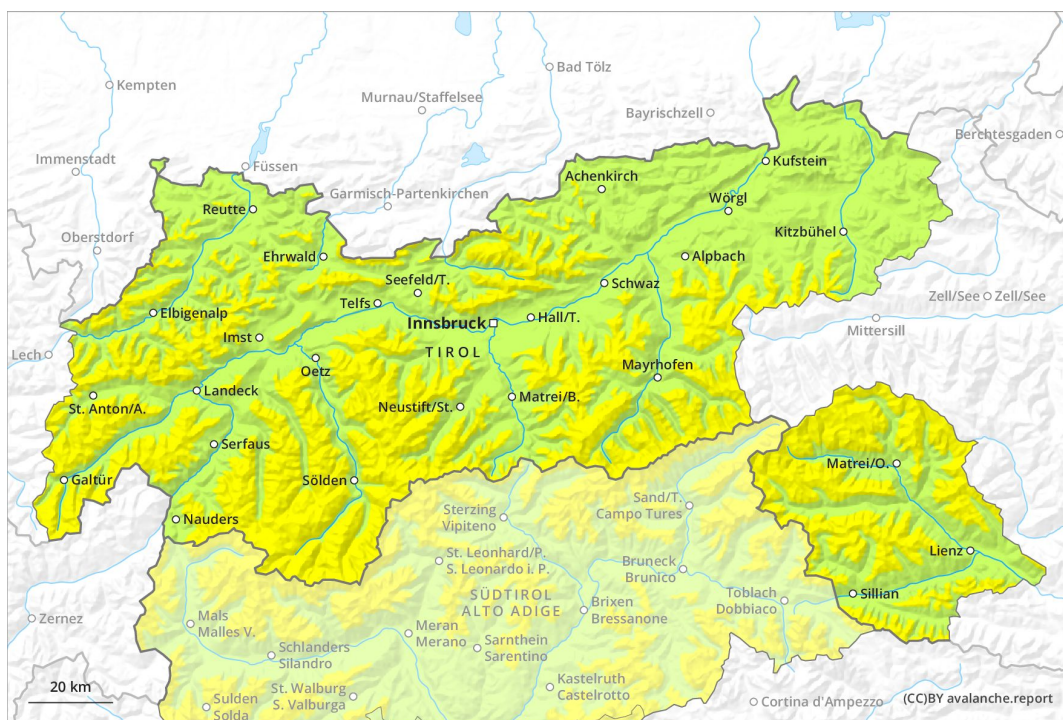 Kempten
Bad Tölz
Murnau/Staffelsee
Bayrischzell
Berchtesgaden
Immenstadt
Füssen
Kufstein
Garmisch-Partenkirchen
Achenkirch
Wörgl
Reutte
Oberstdorf
Kitzbühel
Ehrwald
Alpbach
Seefeld/T.
Schwaz
Zell/See
Zell/See
Telfs
Elbigenalp
Innsbruck
Hall/T.
Mittersill
Imst
TIROL
Lech
Oetz
Mayrhofen
Landeck
St. Anton/A.
Neustift/St.
Matrei/B.
Serfaus
Matrei/O.
Galtür
Sölden
Sand/T.
Campo Tures
Nauders
Sterzing
Vipiteno
Lienz
St. Leonhard/P.
S. Leonardo i. P.
Bruneck
Brunico
Sillian
Toblach
Dobbiaco
SÜDTIROL
ALTO ADIGE
Brixen
Bressanone
Zernez
Mals
Malles V.
Meran
Merano
Sarnthein
Sarentino
Schlanders
Silandro
20 km
St. Walburg
S. Valburga
Kastelruth
Castelrotto
Sulden
Solda
Cortina d'Ampezzo
(CC)BY avalanche.report